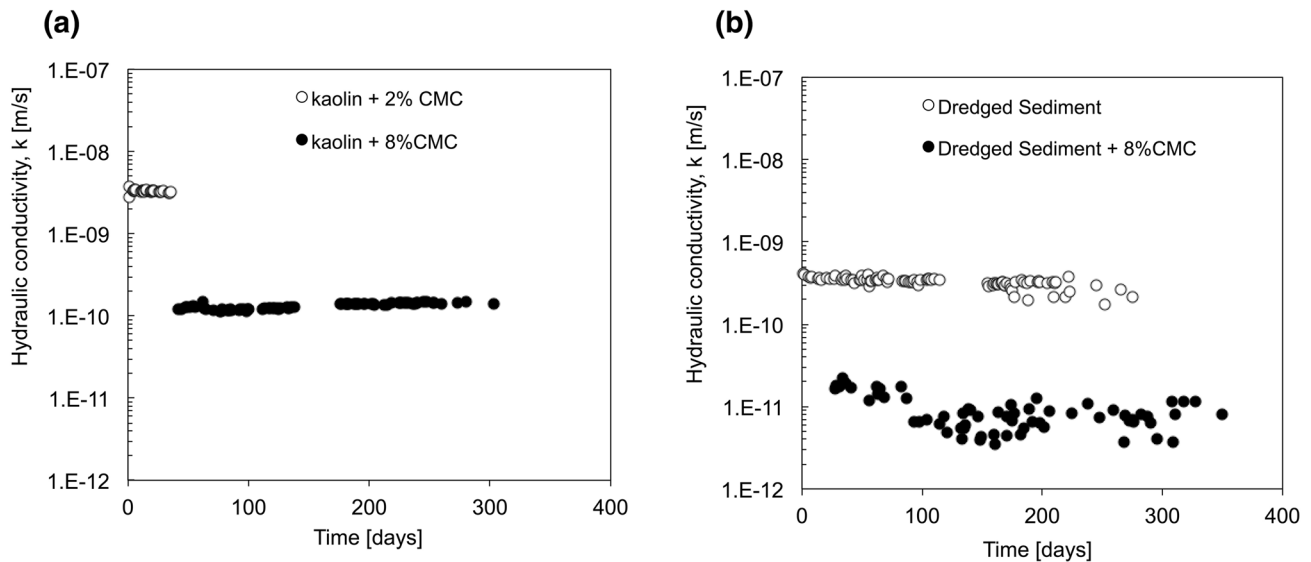 (a)
Hydraulic conductivity, k [m/s]
1.E-07
1.E-08
1.E-09
1.E-10
1.E-11
1.E-12
kaolin + 2% CMC
kaolin + 8%CMC
0 100 200 300 400
Time [days]
(b)
Hydraulic conductivity, k [m/s]
1.E-07
1.E-08
1.E-09
1.E-10
1.E-11
1.E-12
Dredged Sediment
Dredged Sediment + 8%CMC
0 100 200 300 400
Time [days]